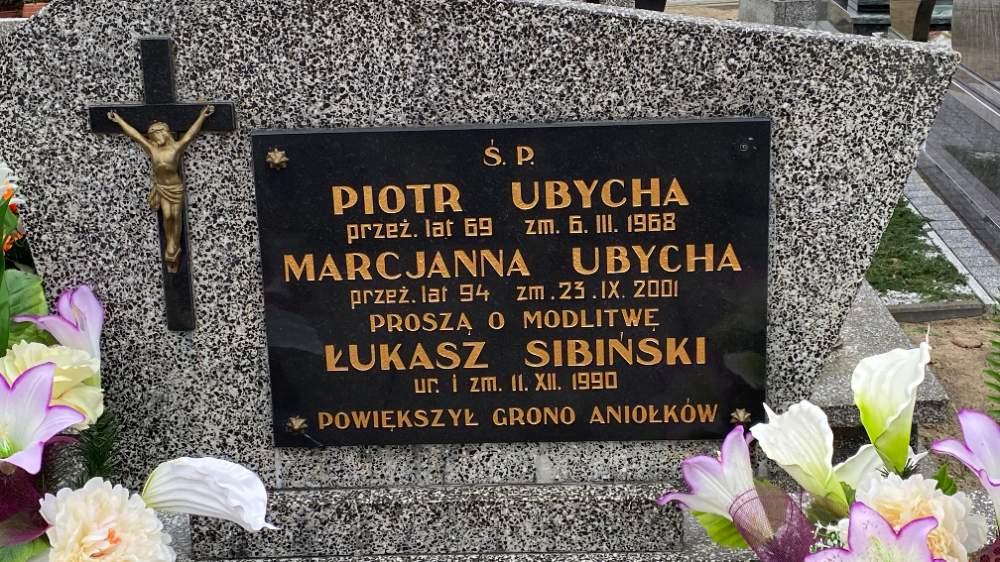 Ś. P.
PIOTR UBYCHA
przeż. lat 69 zm. 6. III. 1968
MARCJANNA UBYCHA
przeż. lat 94 zm. 23. IX. 2001
PROSZĄ O MODLITWĘ
ŁUKASZ SIBIŃSKI
ur. i zm. 11. XII. 1990
POWIĘKSZYŁ GRONO ANIOŁKÓW